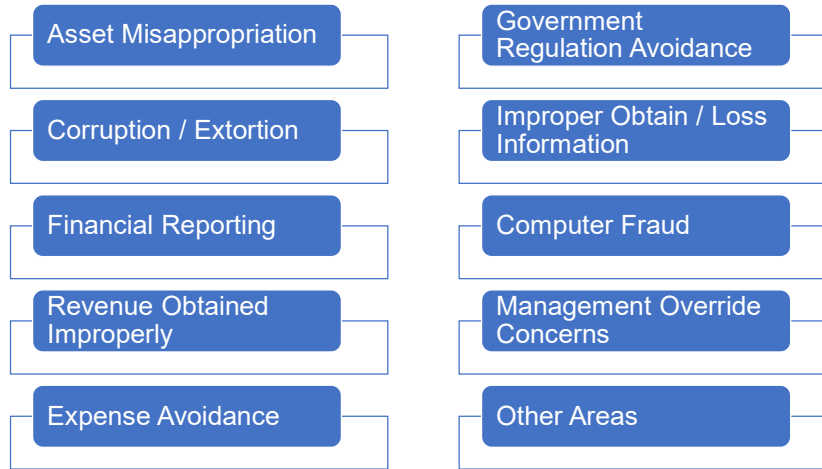 Asset Misappropriation
Corruption / Extortion
Financial Reporting
Revenue Obtained
Improperly
Expense Avoidance
Government
Regulation Avoidance
Improper Obtain / Loss
Information
Computer Fraud
Management Override
Concerns
Other Areas